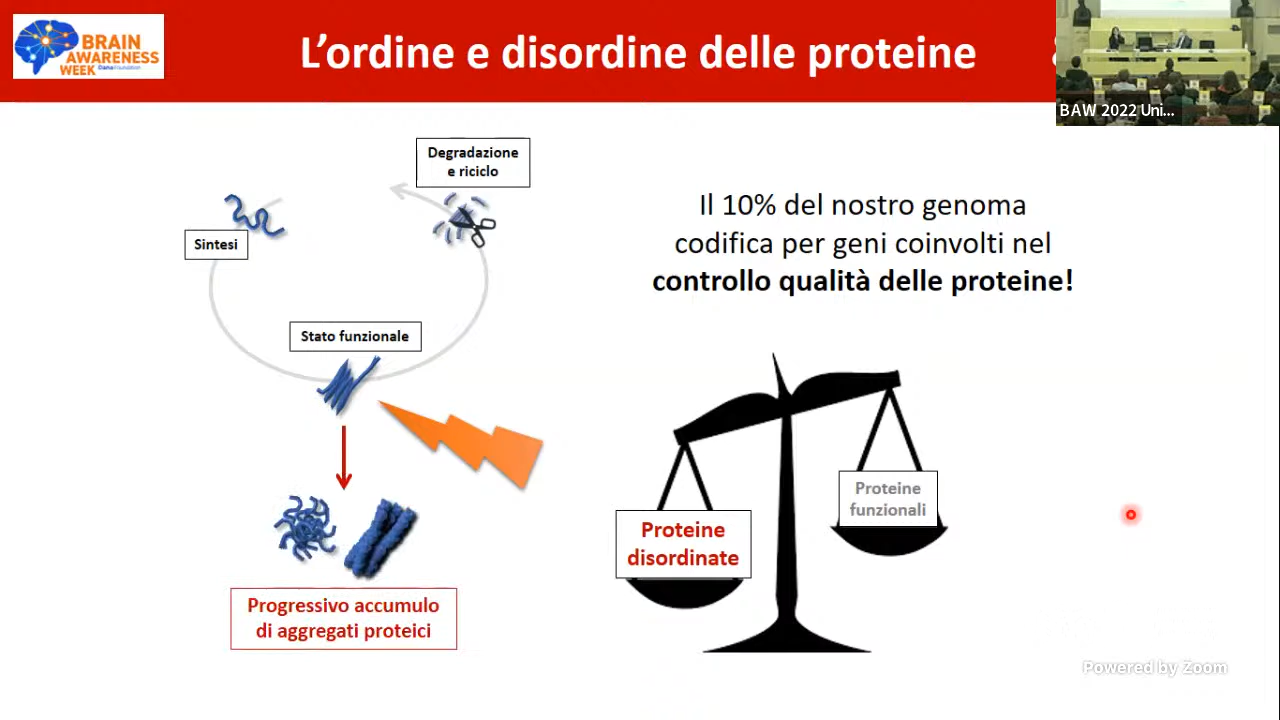 BRAIN
AWARENESS
WEEK
L'ordine e disordine delle proteine
BAW 2022 Uni...
Degradazione
e riciclo
Sintesi
Stato funzionale
Il 10% del nostro genoma
codifica per geni coinvolti nel
controllo qualità delle proteine!
Proteine
funzionali
Proteine
disordinate
Progressivo accumulo
di aggregati proteici
Powered by Zoom